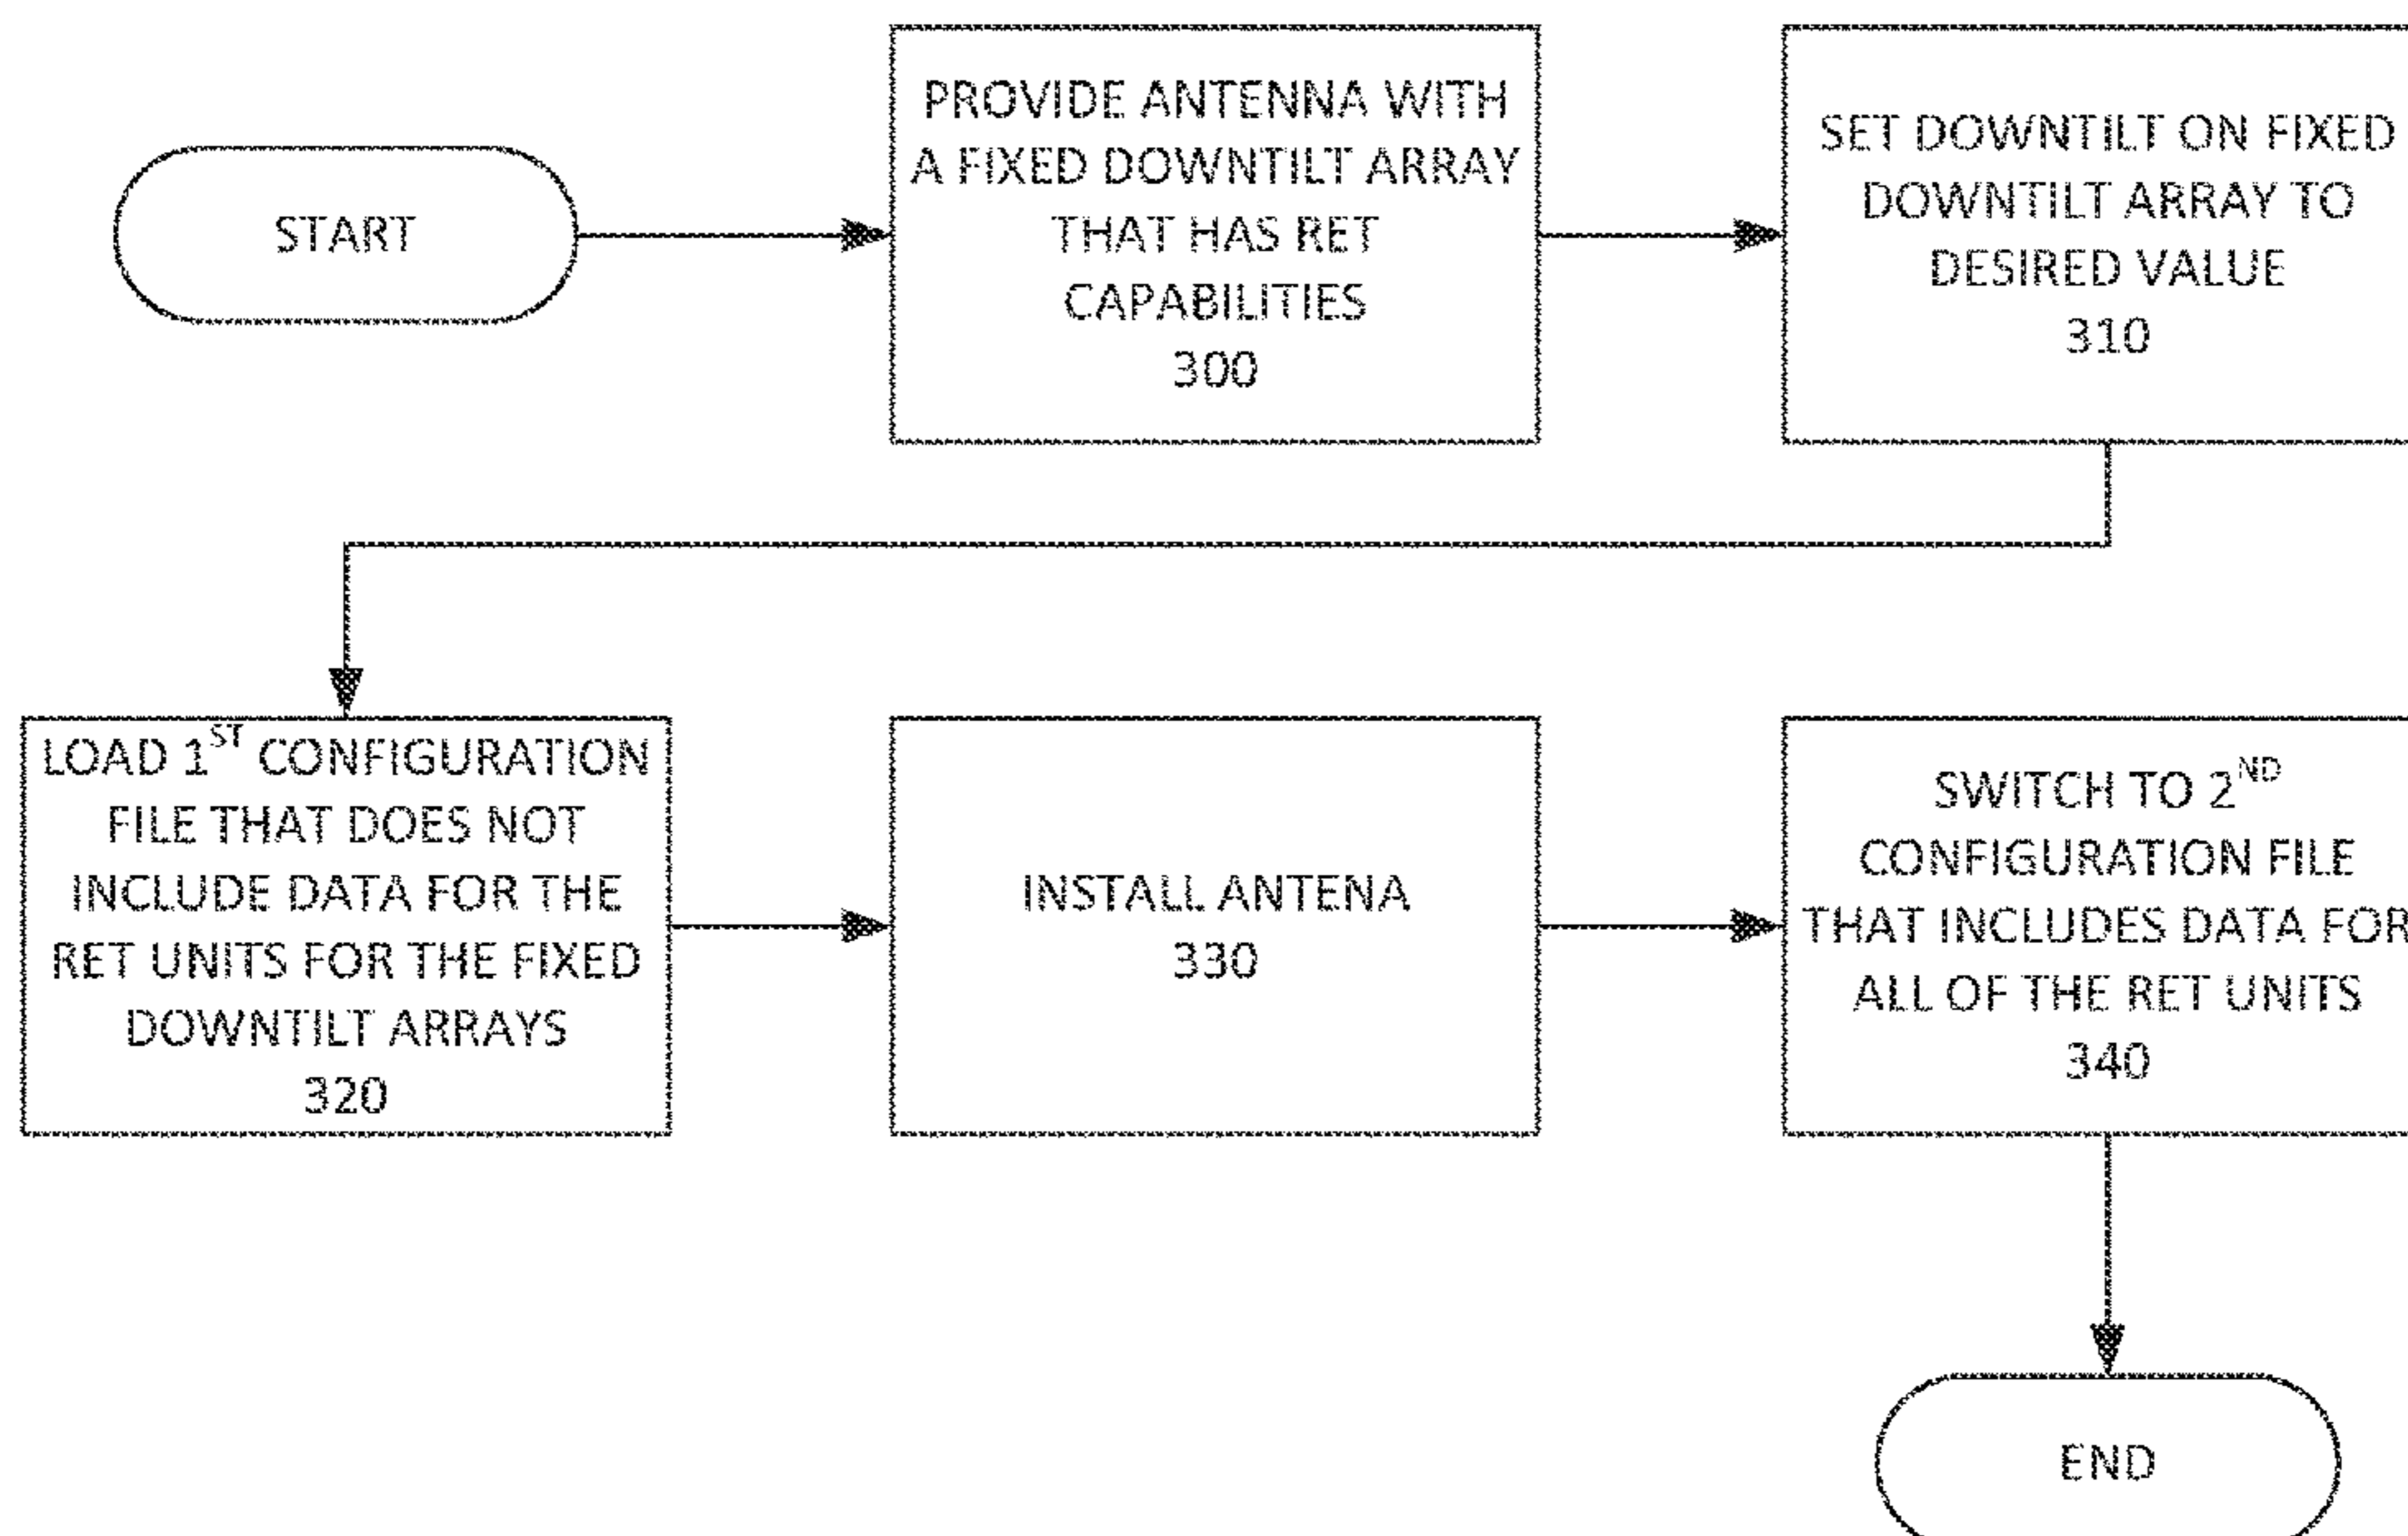 START
PROVIDE ANTENNA WITH
A FIXED DOWNTILT ARRAY
THAT HAS RET
CAPABILITIES
300
SET DOWNTILT ON FIXED
DOWNTILT ARRAY TO
DESIRED VALUE
310
LOAD 1ST CONFIGURATION
FILE THAT DOES NOT
INCLUDE DATA FOR THE
RET UNITS FOR THE FIXED
DOWNTILT ARRAYS
320
INSTALL ANTENA
330
SWITCH TO 2ND
CONFIGURATION FILE
THAT INCLUDES DATA FOR
ALL OF THE RET UNITS
340
END